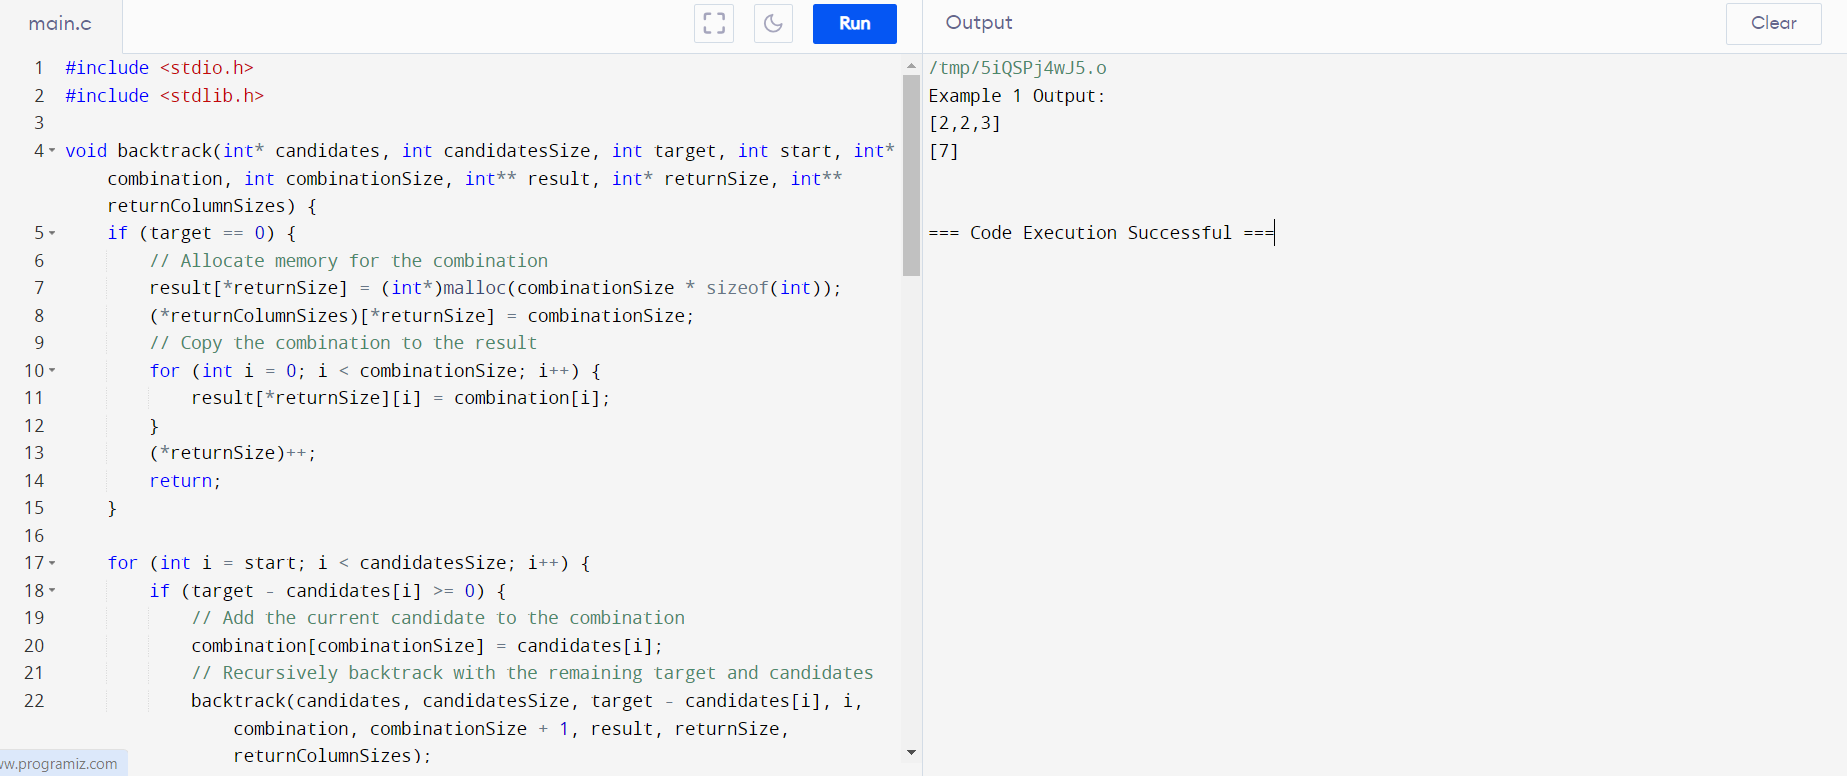 main.c
Run
Output
Clear
1 #include <stdio.h>
2 #include <stdlib.h>
3
4 void backtrack(int* candidates, int candidatesSize, int target, int start, int*
combination, int combinationSize, int** result, int* returnSize, int**
returnColumnSizes) {
5 if (target == 0) {
6 // Allocate memory for the combination
7 result[*returnSize] = (int*)malloc(combinationSize * sizeof(int));
8 (*returnColumnSizes)[*returnSize] = combinationSize;
9 // Copy the combination to the result
10 for (int i = 0; i < combinationSize; i++) {
11 result[*returnSize][i] = combination[i];
12 }
13 (*returnSize)++;
14 return;
15 }
16
17 for (int i = start; i < candidatesSize; i++) {
18 if (target - candidates[i] >= 0) {
19 // Add the current candidate to the combination
20 combination[combinationSize] = candidates[i];
21 // Recursively backtrack with the remaining target and candidates
22 backtrack(candidates, candidatesSize, target - candidates[i], i,
combination, combinationSize + 1, result, returnSize,
returnColumnSizes);
/tmp/5iQSPj4wJ5.o
Example 1 Output:
[2,2,3]
[7]
=== Code Execution Successful ===
w.programiz.com